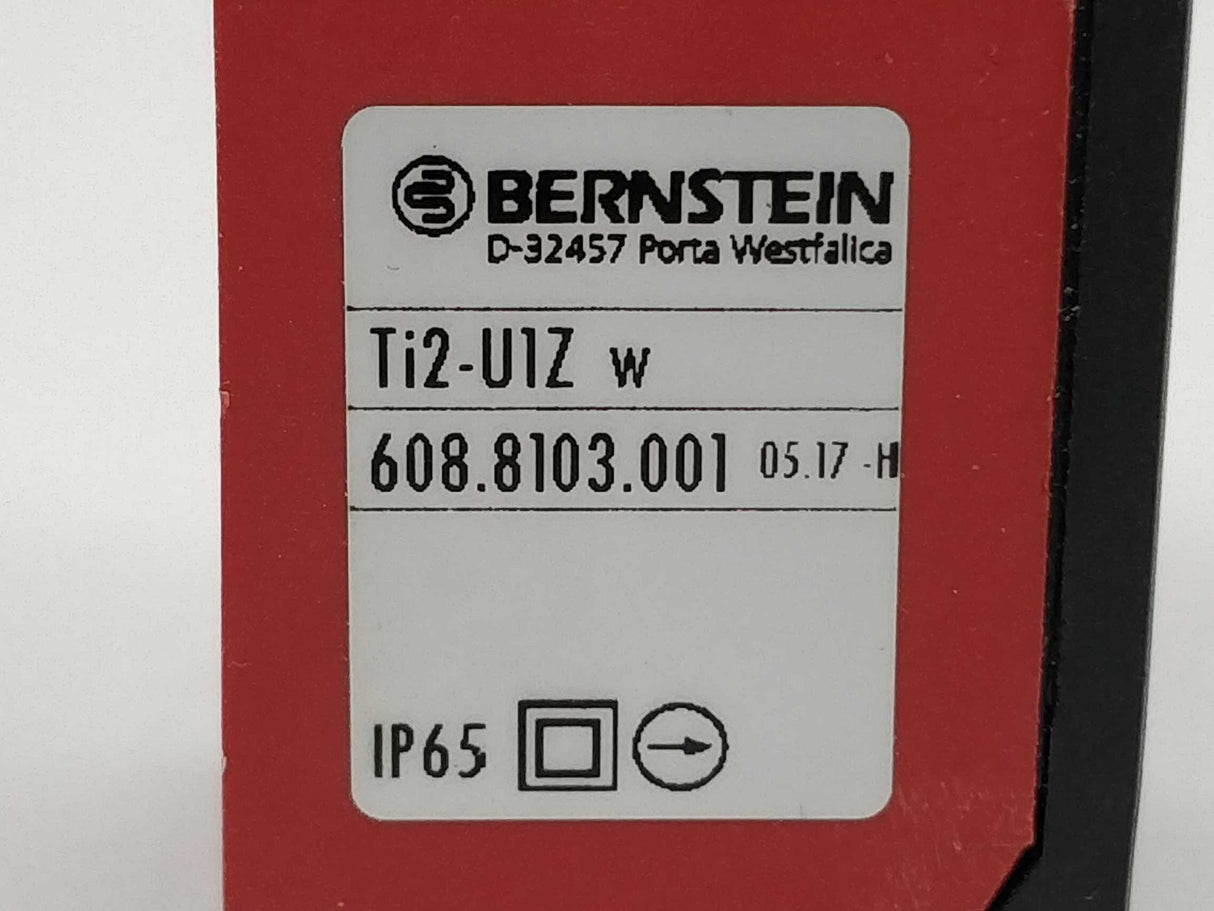 BERNSTEIN
D-32457 Porta Westfalica
Ti2-U1Z w
608.8103.001 05.17 -H
IP65